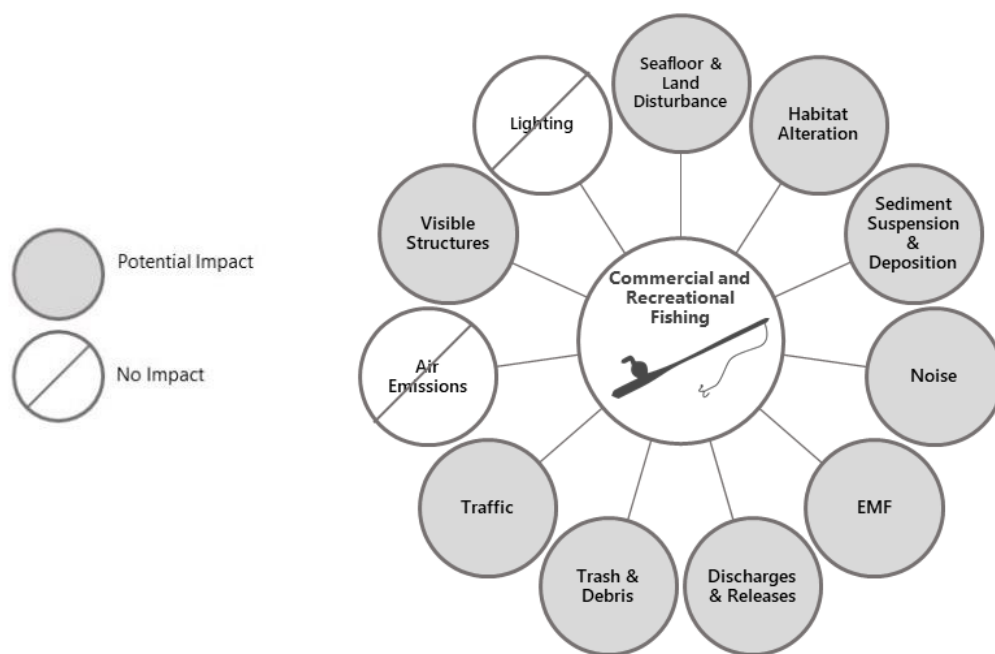 Seafloor &
Land
Disturbance
Lighting
Habitat
Alteration
Visible
Structures
Sediment
Suspension
&
Deposition
Potential Impact
Commercial and
Recreational
Fishing
No Impact
Air
Emissions
Noise
Traffic
EMF
Trash &
Debris
Discharges
& Releases